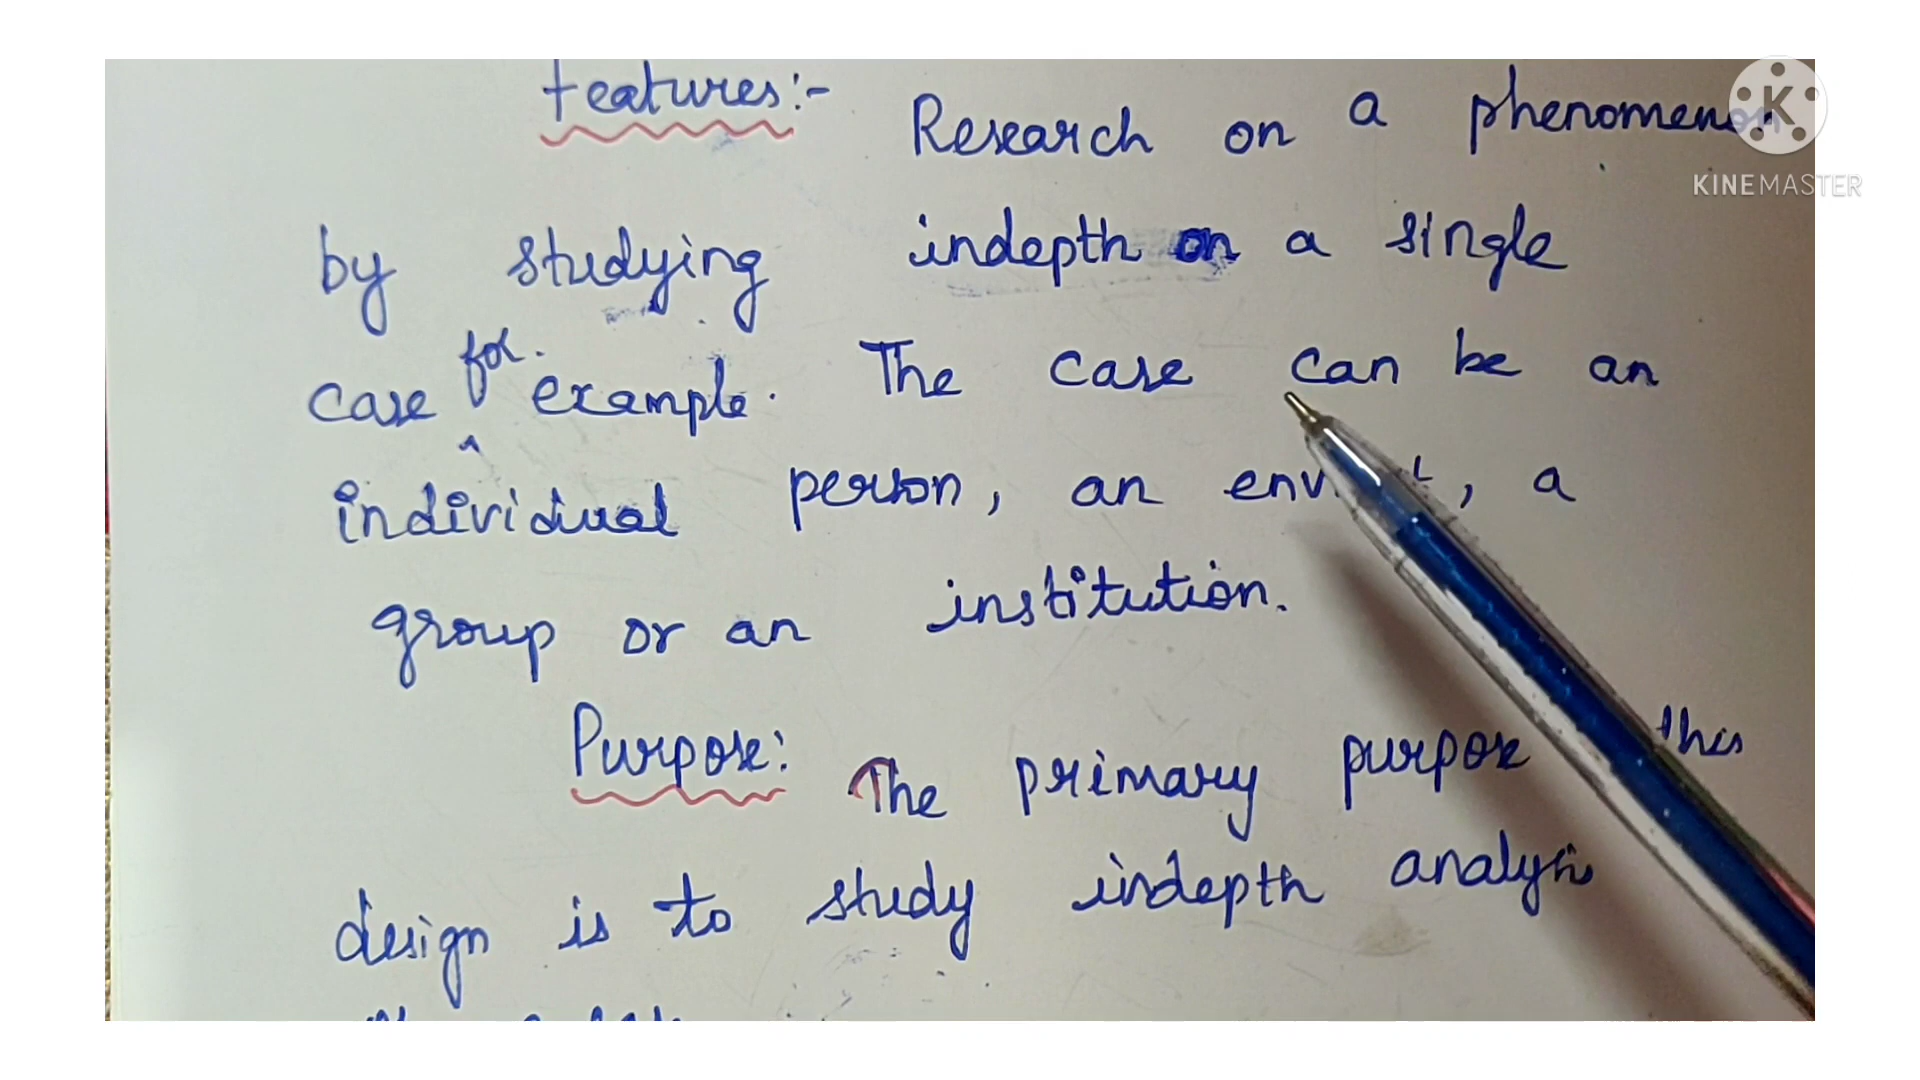 Features:- Research on a phenomenon
KINEMASTER
by studying indepth on a single
case for example. The case can be an
individual person, an , a
group or an institution.
Purpose: The primary purpose this
design is to study indepth analysis